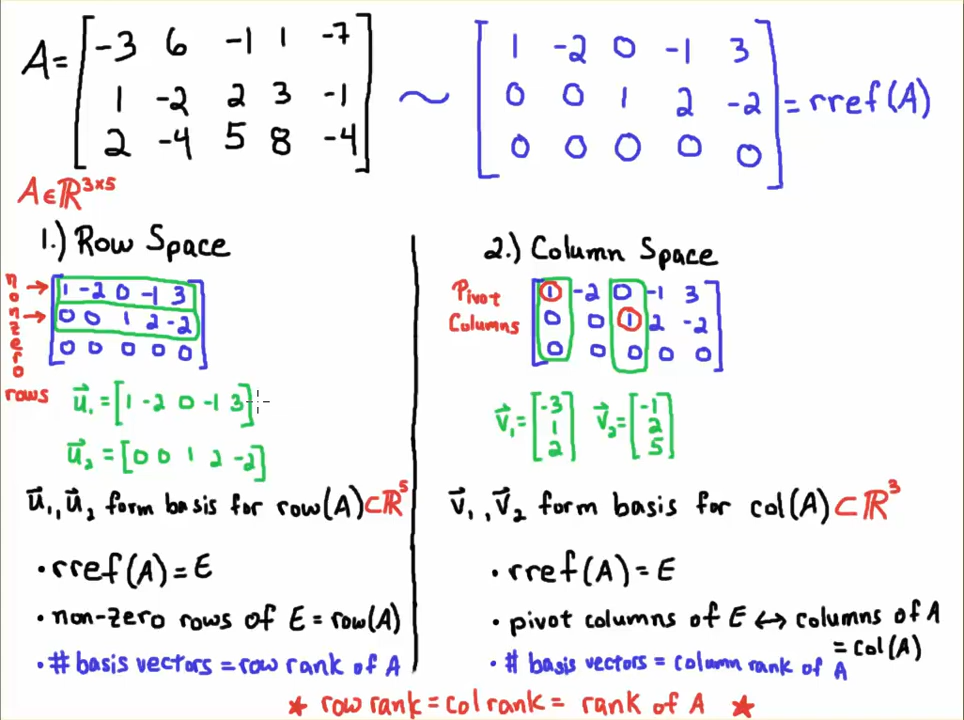 A = [ -3 6 -1 1 -7 ] ~ [ 1 -2 0 -1 3 ]
[ 1 -2 2 3 -1 ] [ 0 0 1 2 -2 ] = rref(A)
[ 2 -4 5 8 -4 ] [ 0 0 0 0 0 ]
A∈ℝ³ˣ⁵
1.) Row Space
nonzero rows
[ 1 -2 0 -1 3 ]
[ 0 0 1 2 -2 ]
[ 0 0 0 0 0 ]
u⃗₁ = [1 -2 0 -1 3]
u⃗₂ = [0 0 1 2 -2]
u⃗₁, u⃗₂ form basis for row(A) ⊂ ℝ⁵
• rref(A) = E
• non-zero rows of E = row(A)
• # basis vectors = row rank of A
2.) Column Space
Pivot
Columns
[ 1 -2 0 -1 3 ]
[ 0 0 1 2 -2 ]
[ 0 0 0 0 0 ]
v⃗₁ = [ -3 1 2 ] v⃗₂ = [ -1 2 5 ]
v⃗₁, v⃗₂ form basis for col(A) ⊂ ℝ³
• rref(A) = E
• pivot columns of E ↔ columns of A
= col(A)
• # basis vectors = column rank of A
★ row rank = col rank = rank of A ★